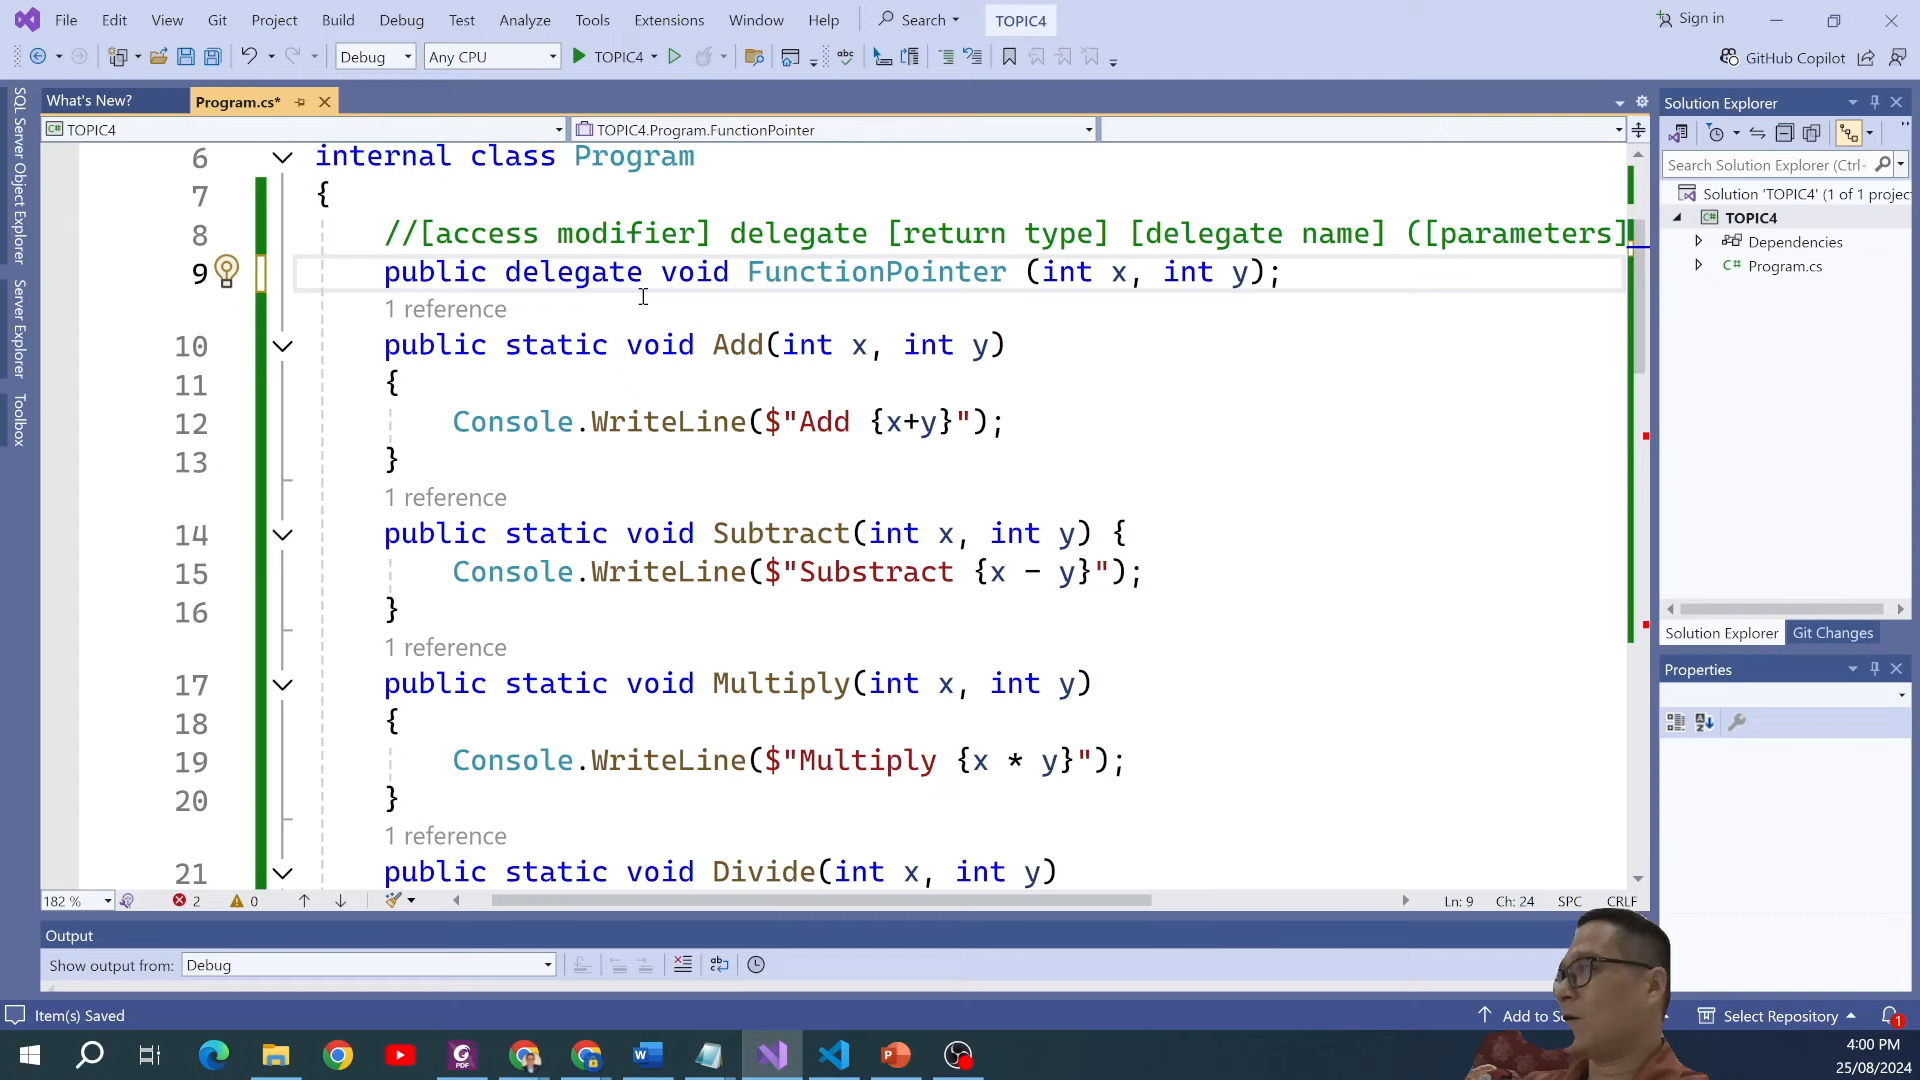 File Edit View Git Project Build Debug Test Analyze Tools Extensions Window Help Search TOPIC4 Sign in
Debug Any CPU TOPIC4 GitHub Copilot
What's New? Program.cs*
TOPIC4 TOPIC4.Program.FunctionPointer
SQL Server Object Explorer
Server Explorer
Toolbox
6 internal class Program
7 {
8 //[access modifier] delegate [return type] [delegate name] ([parameters]
9 public delegate void FunctionPointer (int x, int y);
1 reference
10 public static void Add(int x, int y)
11 {
12 Console.WriteLine($"Add {x+y}");
13 }
1 reference
14 public static void Subtract(int x, int y) {
15 Console.WriteLine($"Substract {x - y}");
16 }
1 reference
17 public static void Multiply(int x, int y)
18 {
19 Console.WriteLine($"Multiply {x * y}");
20 }
1 reference
21 public static void Divide(int x, int y)
182 % 2 0 Ln: 9 Ch: 24 SPC CRLF
Output
Show output from: Debug
Solution Explorer
Search Solution Explorer (Ctrl-
Solution 'TOPIC4' (1 of 1 projec
TOPIC4
Dependencies
Program.cs
Solution Explorer Git Changes
Properties
Item(s) Saved Add to S Select Repository 1
4:00 PM
25/08/2024